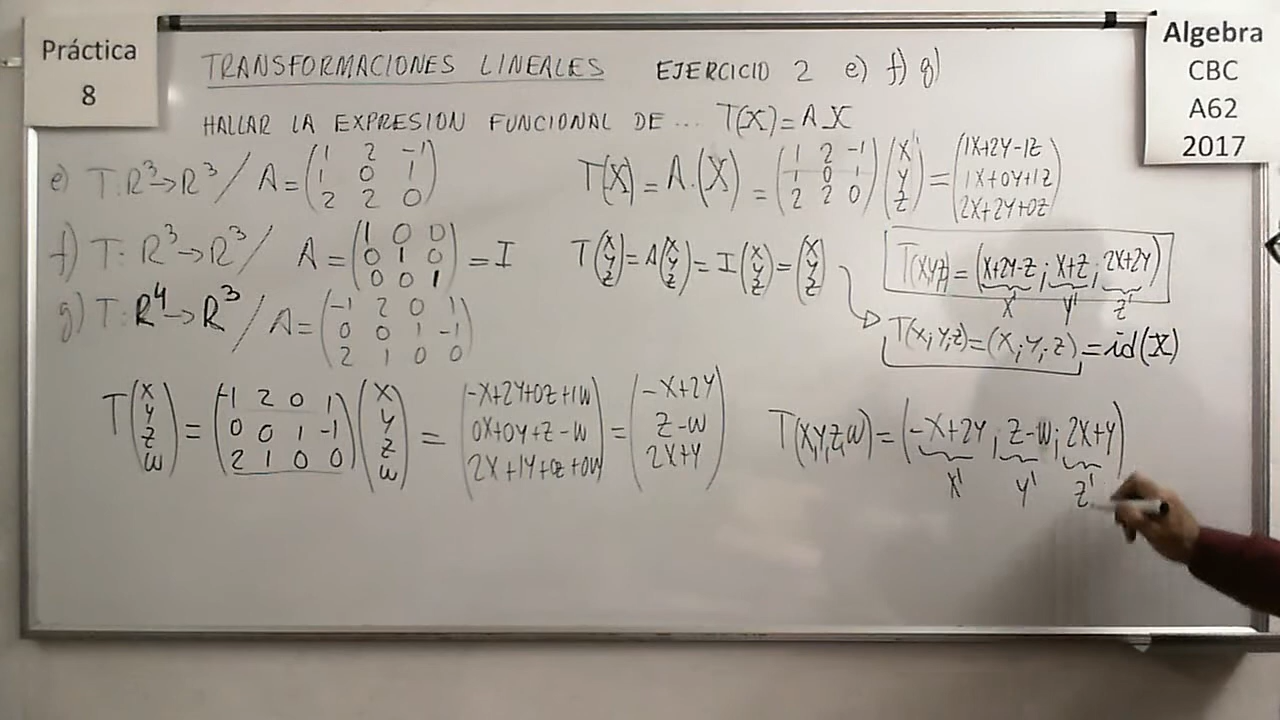 Práctica
8
Algebra
CBC
A62
2017
TRANSFORMACIONES LINEALES EJERCICIO 2 e) f) g)
HALLAR LA EXPRESION FUNCIONAL DE ... T(X)=A.X
e) T:R³→R³/ A=(1 2 -1
1 0 1
2 2 0)
T(X)=A.(X)=(1 2 -1
1 0 1
2 2 0)(X
Y
Z)=(1X+2Y-1Z
1X+0Y+1Z
2X+2Y+0Z)
T(XYZ)=(X+2Y-Z; X+Z; 2X+2Y)
X' Y' Z'
f) T: R³→R³/ A=(1 0 0
0 1 0
0 0 1)=I
T(X
Y
Z)=A(X
Y
Z)=I(X
Y
Z)=(X
Y
Z)
T(X;Y;Z)=(X;Y;Z)=id(X)
g) T:R⁴→R³/ A=(-1 2 0 1
0 0 1 -1
2 1 0 0)
T(X
Y
Z
W)=(-1 2 0 1
0 0 1 -1
2 1 0 0)(X
Y
Z
W)=(-X+2Y+0Z+1W
0X+0Y+Z-W
2X+1Y+0Z+0W)=(-X+2Y
Z-W
2X+Y)
T(X,Y,Z,W)=(-X+2Y; Z-W; 2X+Y)
X' Y' Z'